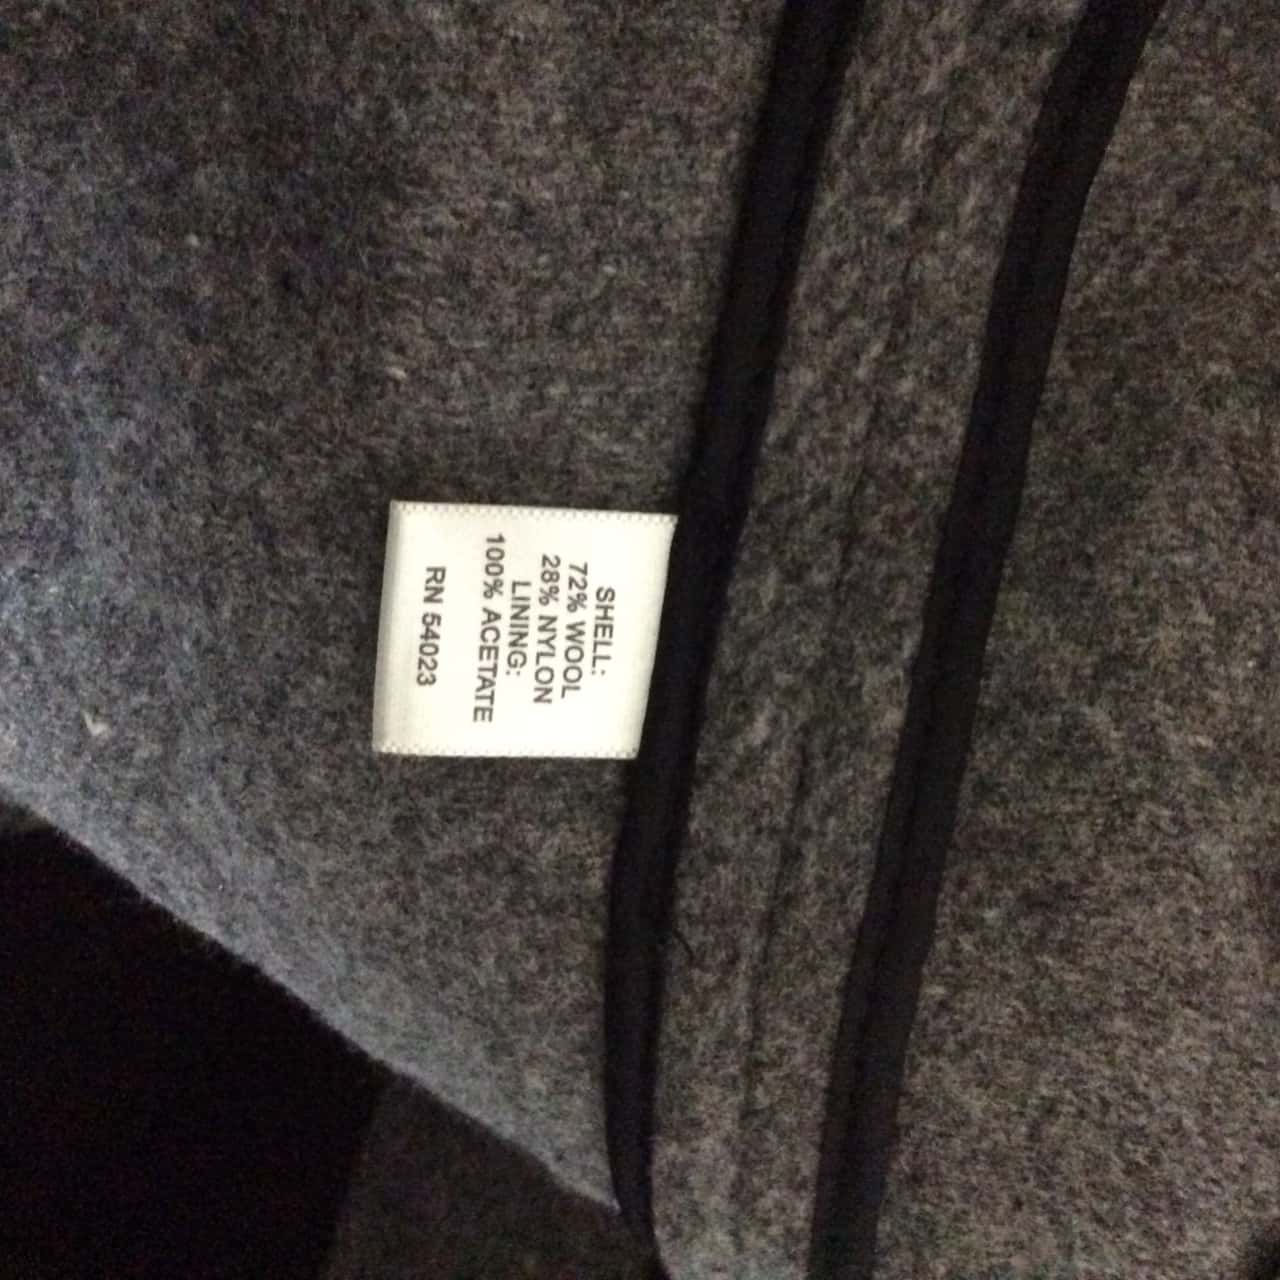 SHELL:
72% WOOL
28% NYLON
LINING:
100% ACETATE
RN 54023